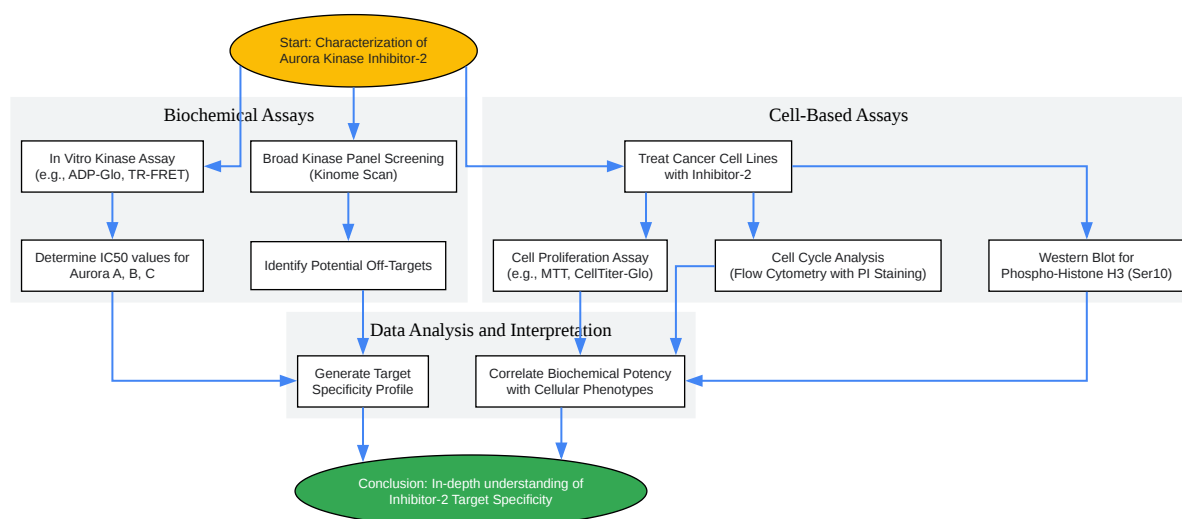 Start: Characterization of
Aurora Kinase Inhibitor-2
Biochemical Assays
Cell-Based Assays
In Vitro Kinase Assay
(e.g., ADP-Glo, TR-FRET)
Broad Kinase Panel Screening
(Kinome Scan)
Treat Cancer Cell Lines
with Inhibitor-2
Determine IC50 values for
Aurora A, B, C
Identify Potential Off-Targets
Cell Proliferation Assay
(e.g., MTT, CellTiter-Glo)
Cell Cycle Analysis
(Flow Cytometry with PI Staining)
Western Blot for
Phospho-Histone H3 (Ser10)
Data Analysis and Interpretation
Generate Target
Specificity Profile
Correlate Biochemical Potency
with Cellular Phenotypes
Conclusion: In-depth understanding of
Inhibitor-2 Target Specificity